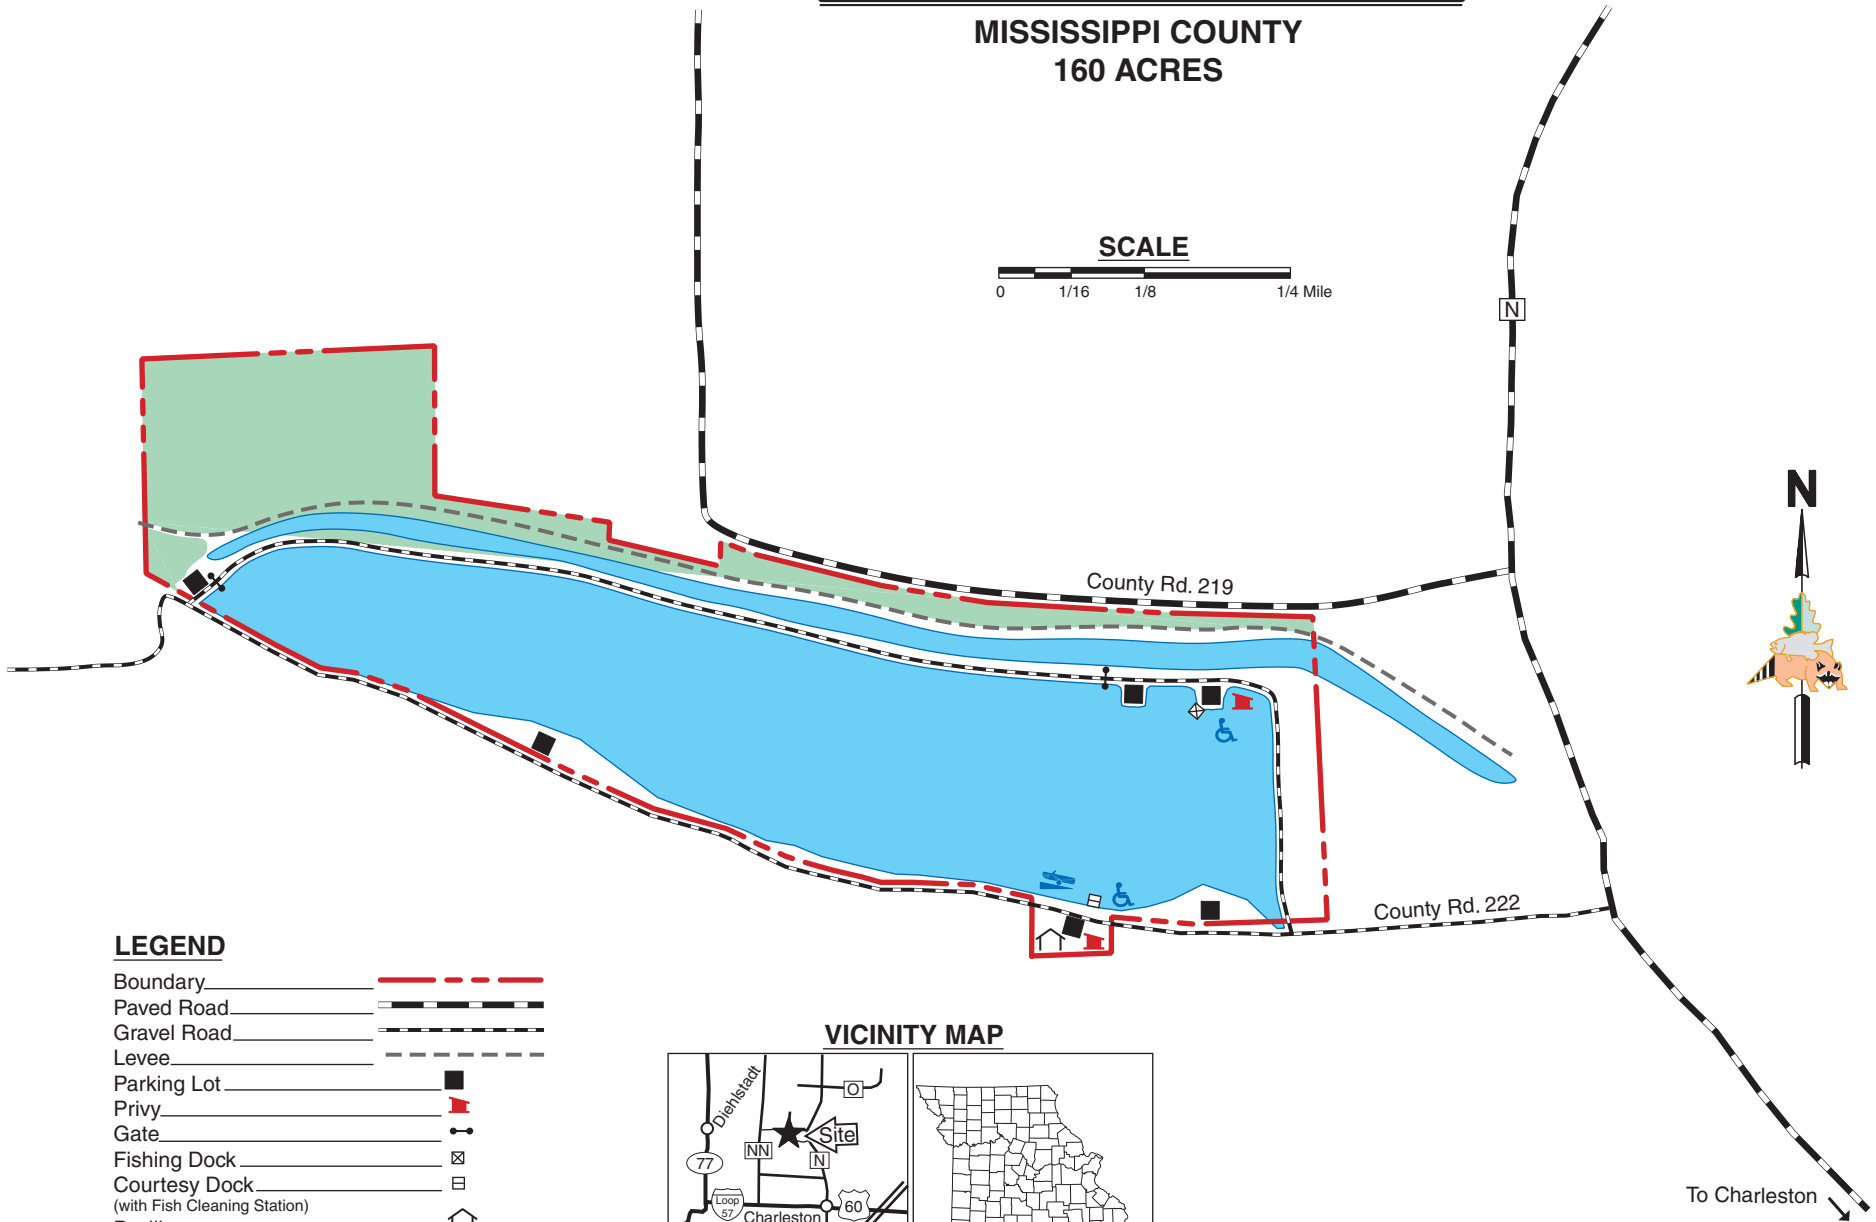 MISSISSIPPI COUNTY
160 ACRES
SCALE
0 1/16 1/8 1/4 Mile
N
N
County Rd. 219
County Rd. 222
LEGEND
Boundary
Paved Road
Gravel Road
Levee
Parking Lot
Privy
Gate
Fishing Dock
Courtesy Dock
(with Fish Cleaning Station)
VICINITY MAP
Diehlstadt
O
Site
NN
N
77
Loop
57
60
Charleston
To Charleston